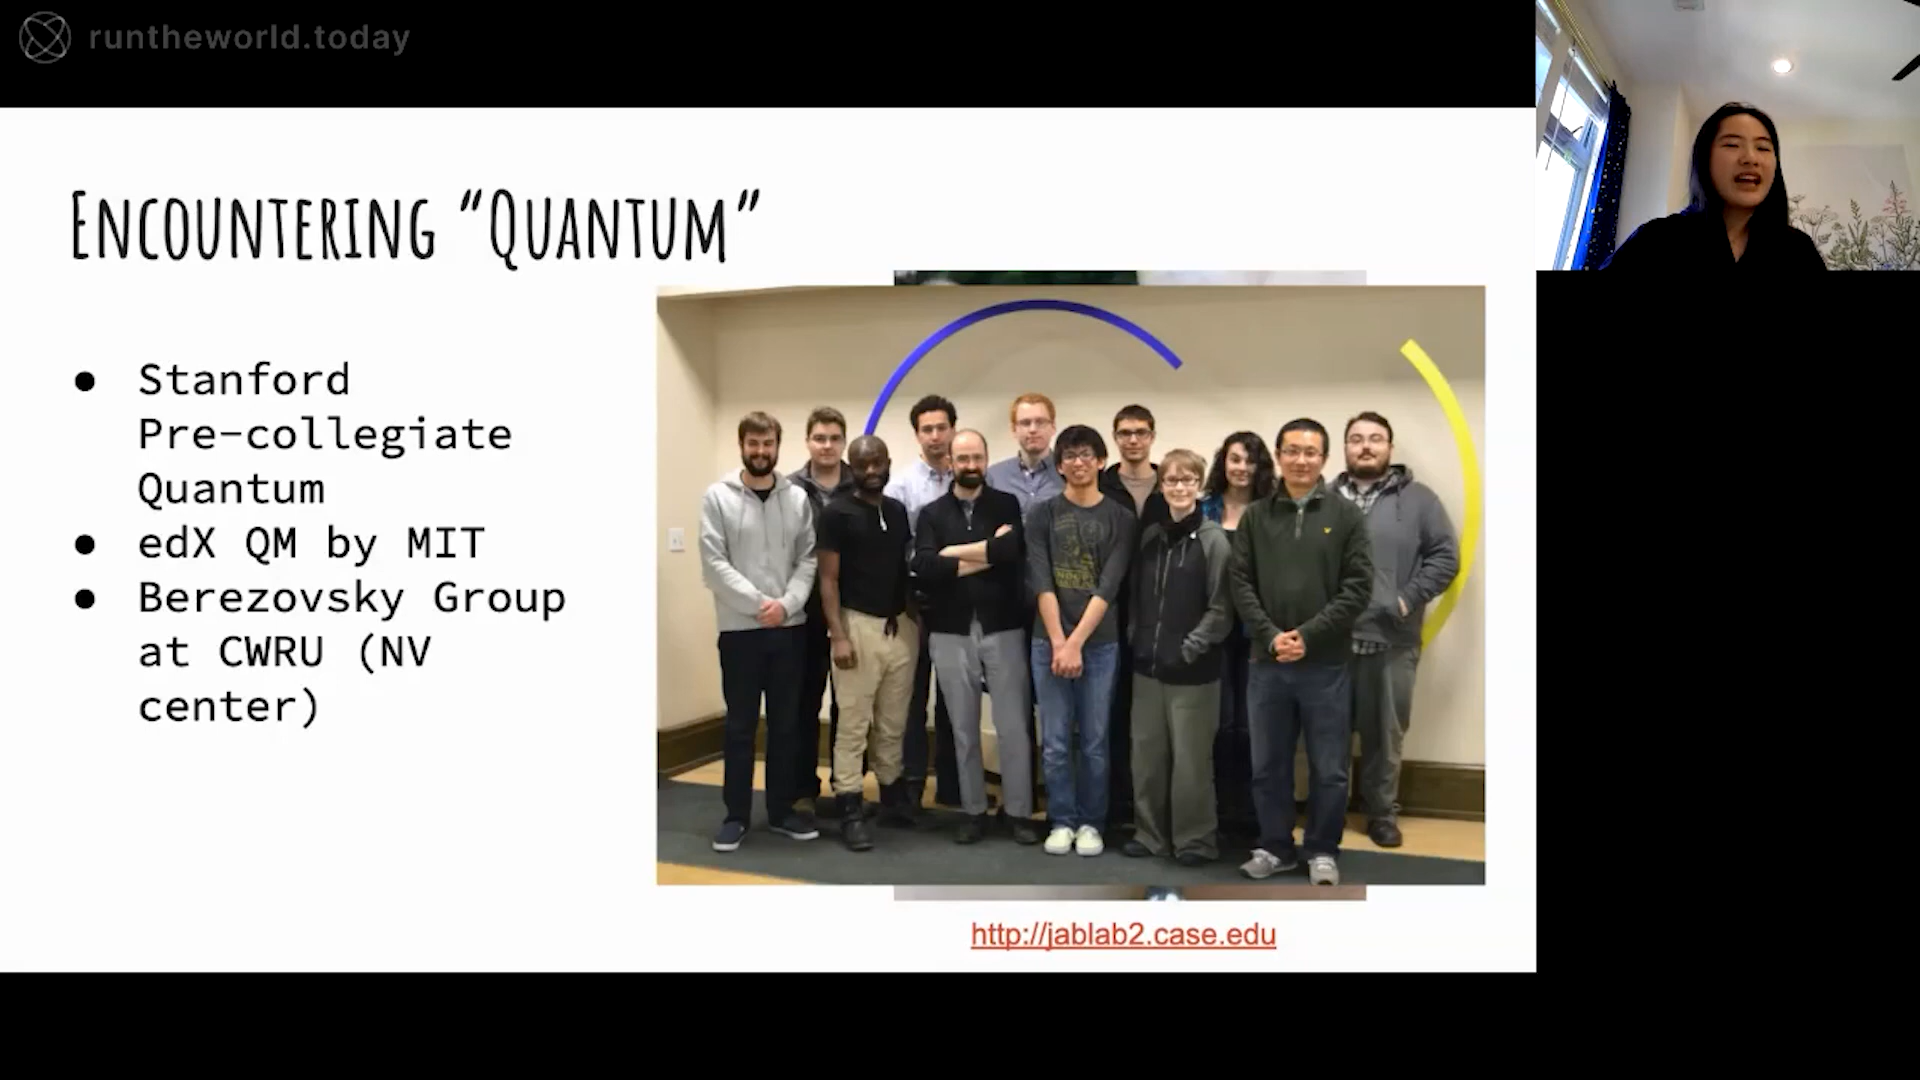 runtheworld.today
ENCOUNTERING “QUANTUM”
● Stanford
Pre-collegiate
Quantum
● edX QM by MIT
● Berezovsky Group
at CWRU (NV
center)
http://jablab2.case.edu